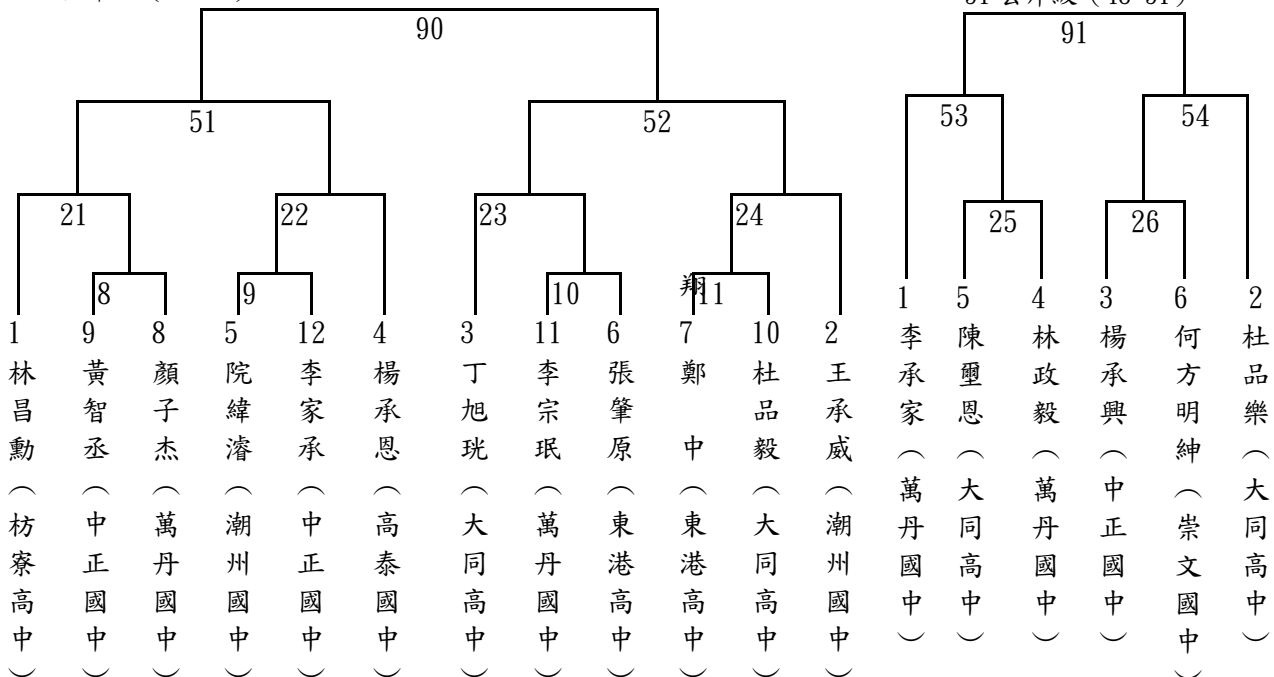 90
91
51
52
53
54
21
22
23
24
25
26
8
9
10
翔11
1 林昌勳（枋寮高中）
9 黃智丞（中正國中）
8 顏子杰（萬丹國中）
5 院緯濬（潮州國中）
12 李家承（中正國中）
4 楊承恩（高泰國中）
3 丁旭珖（大同高中）
11 李宗珉（萬丹國中）
6 張肇原（東港高中）
7 鄭 中（東港高中）
10 杜品毅（大同高中）
2 王承威（潮州國中）
1 李承家（萬丹國中）
5 陳壐恩（大同高中）
4 林政毅（萬丹國中）
3 楊承興（中正國中）
6 何方明紳（崇文國中）
2 杜品樂（大同高中）